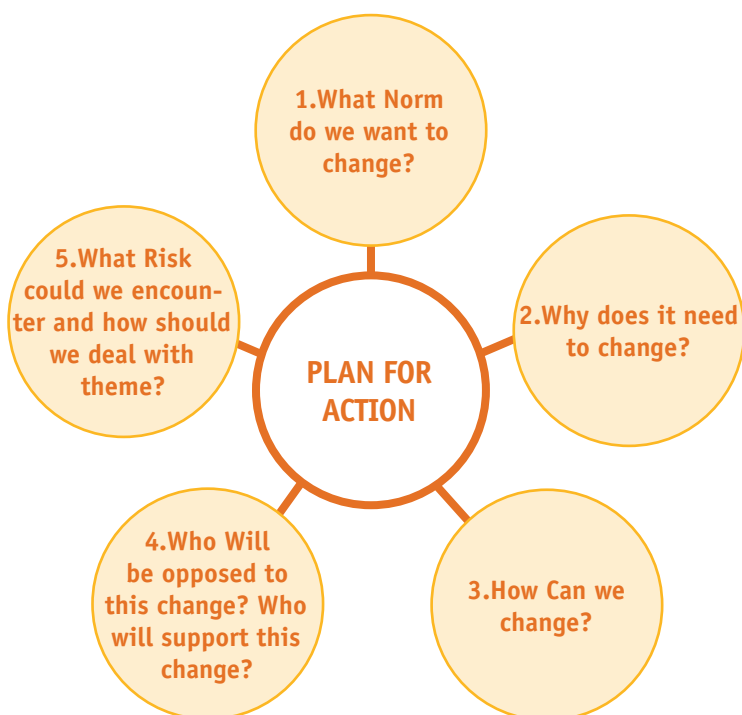 1.What Norm
do we want to
change?
5.What Risk
could we encoun-
ter and how should
we deal with
theme?
2.Why does it need
to change?
PLAN FOR
ACTION
4.Who Will
be opposed to
this change? Who
will support this
change?
3.How Can we
change?